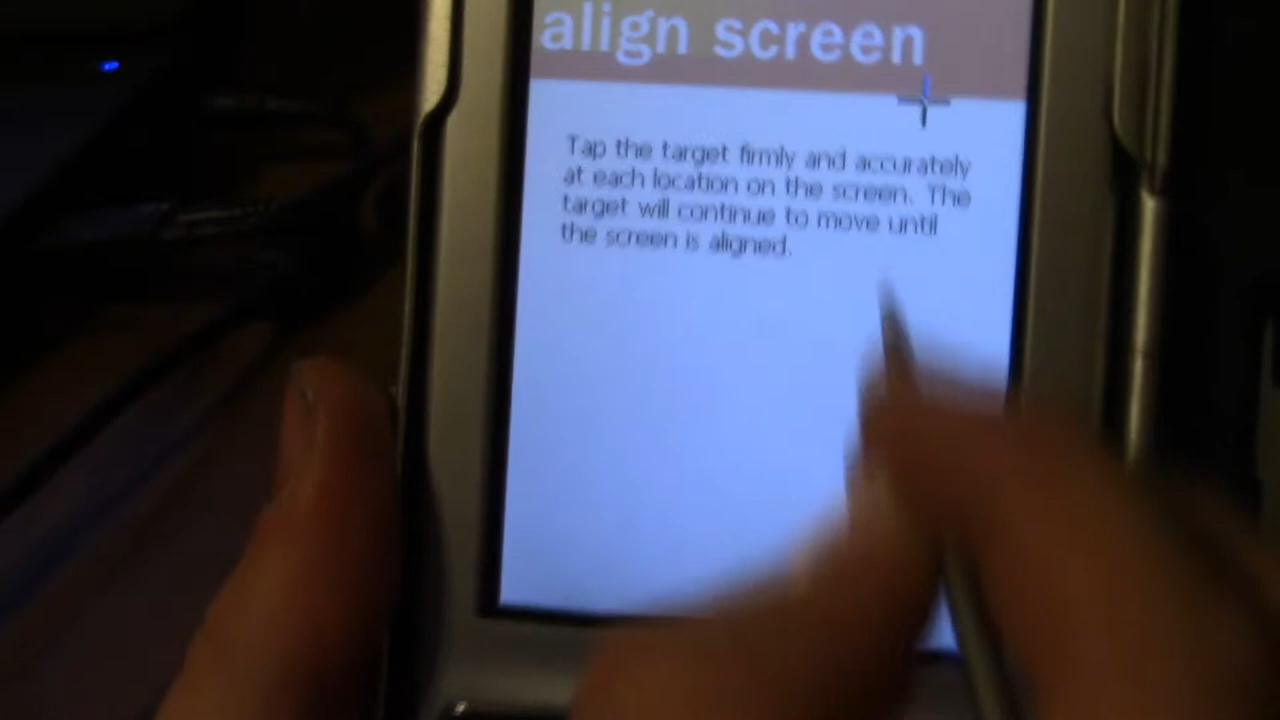 align screen
Tap the target firmly and accurately
at each location on the screen. The
target will continue to move until
the screen is aligned.